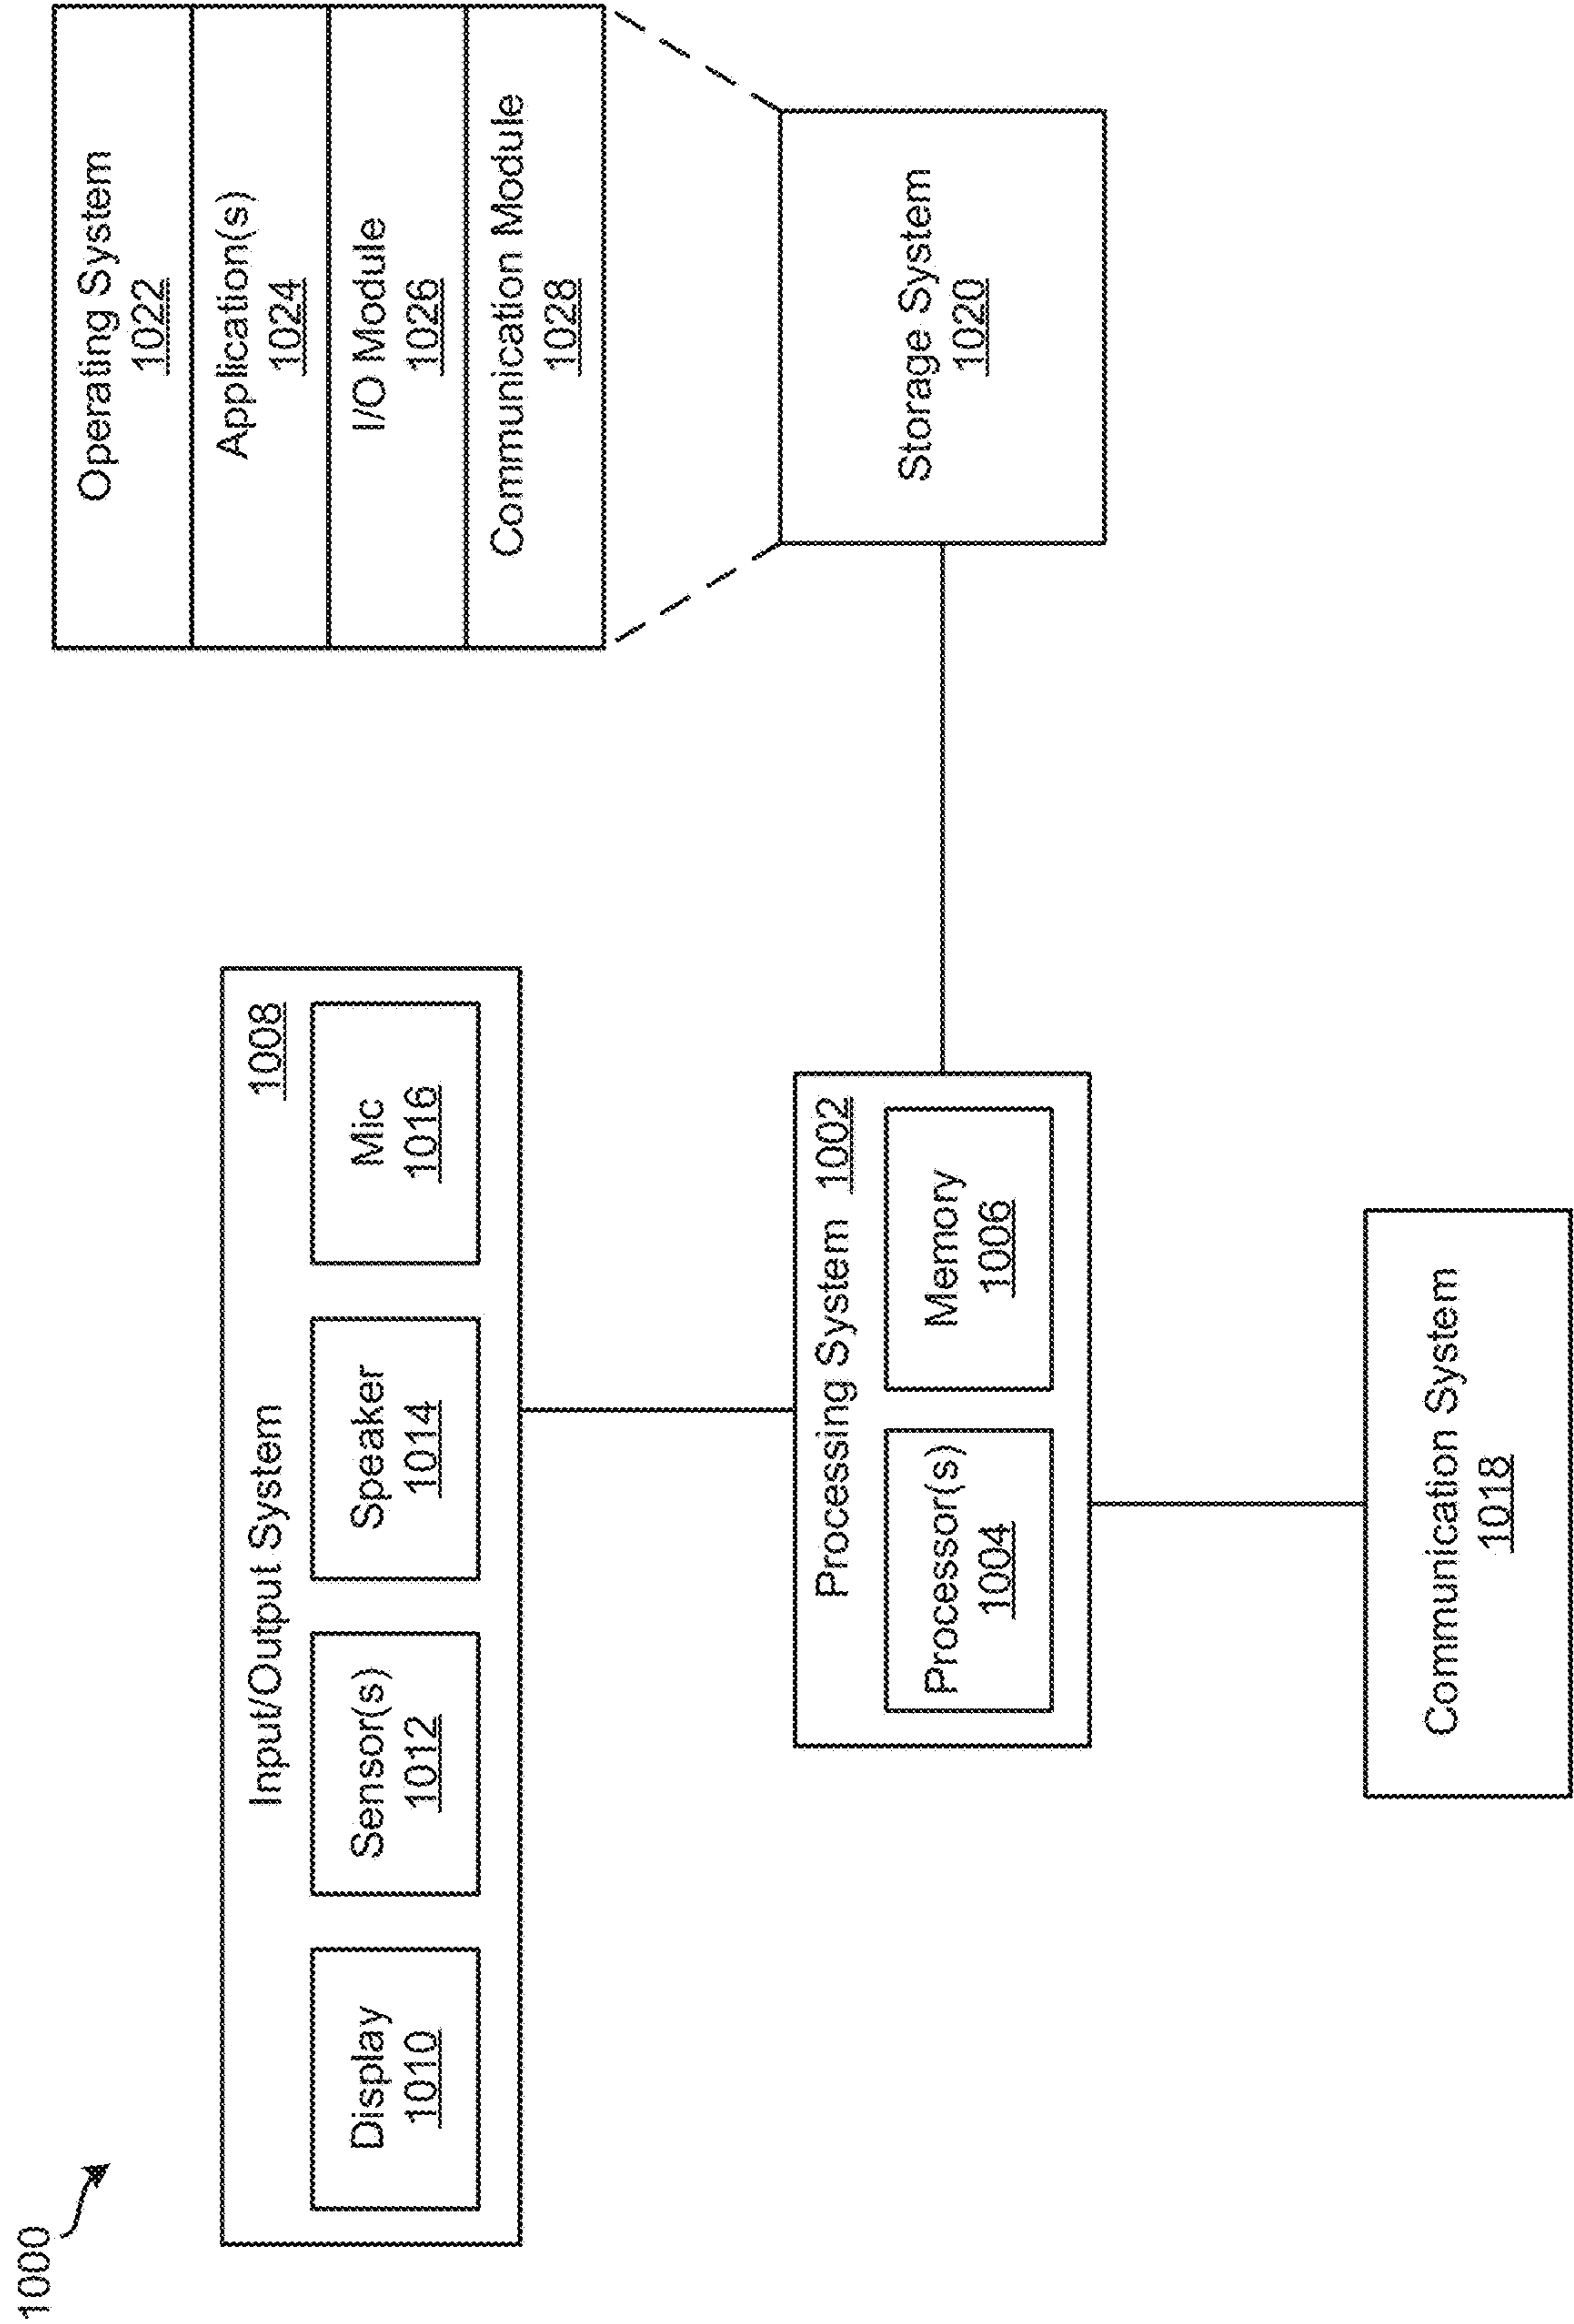 1000
Input/Output System
1008
Display
1010
Sensor(s)
1012
Speaker
1014
Mic
1016
Processing System
1002
Processor(s)
1004
Memory
1006
Communication System
1018
Operating System
1022
Application(s)
1024
I/O Module
1026
Communication Module
1028
Storage System
1020